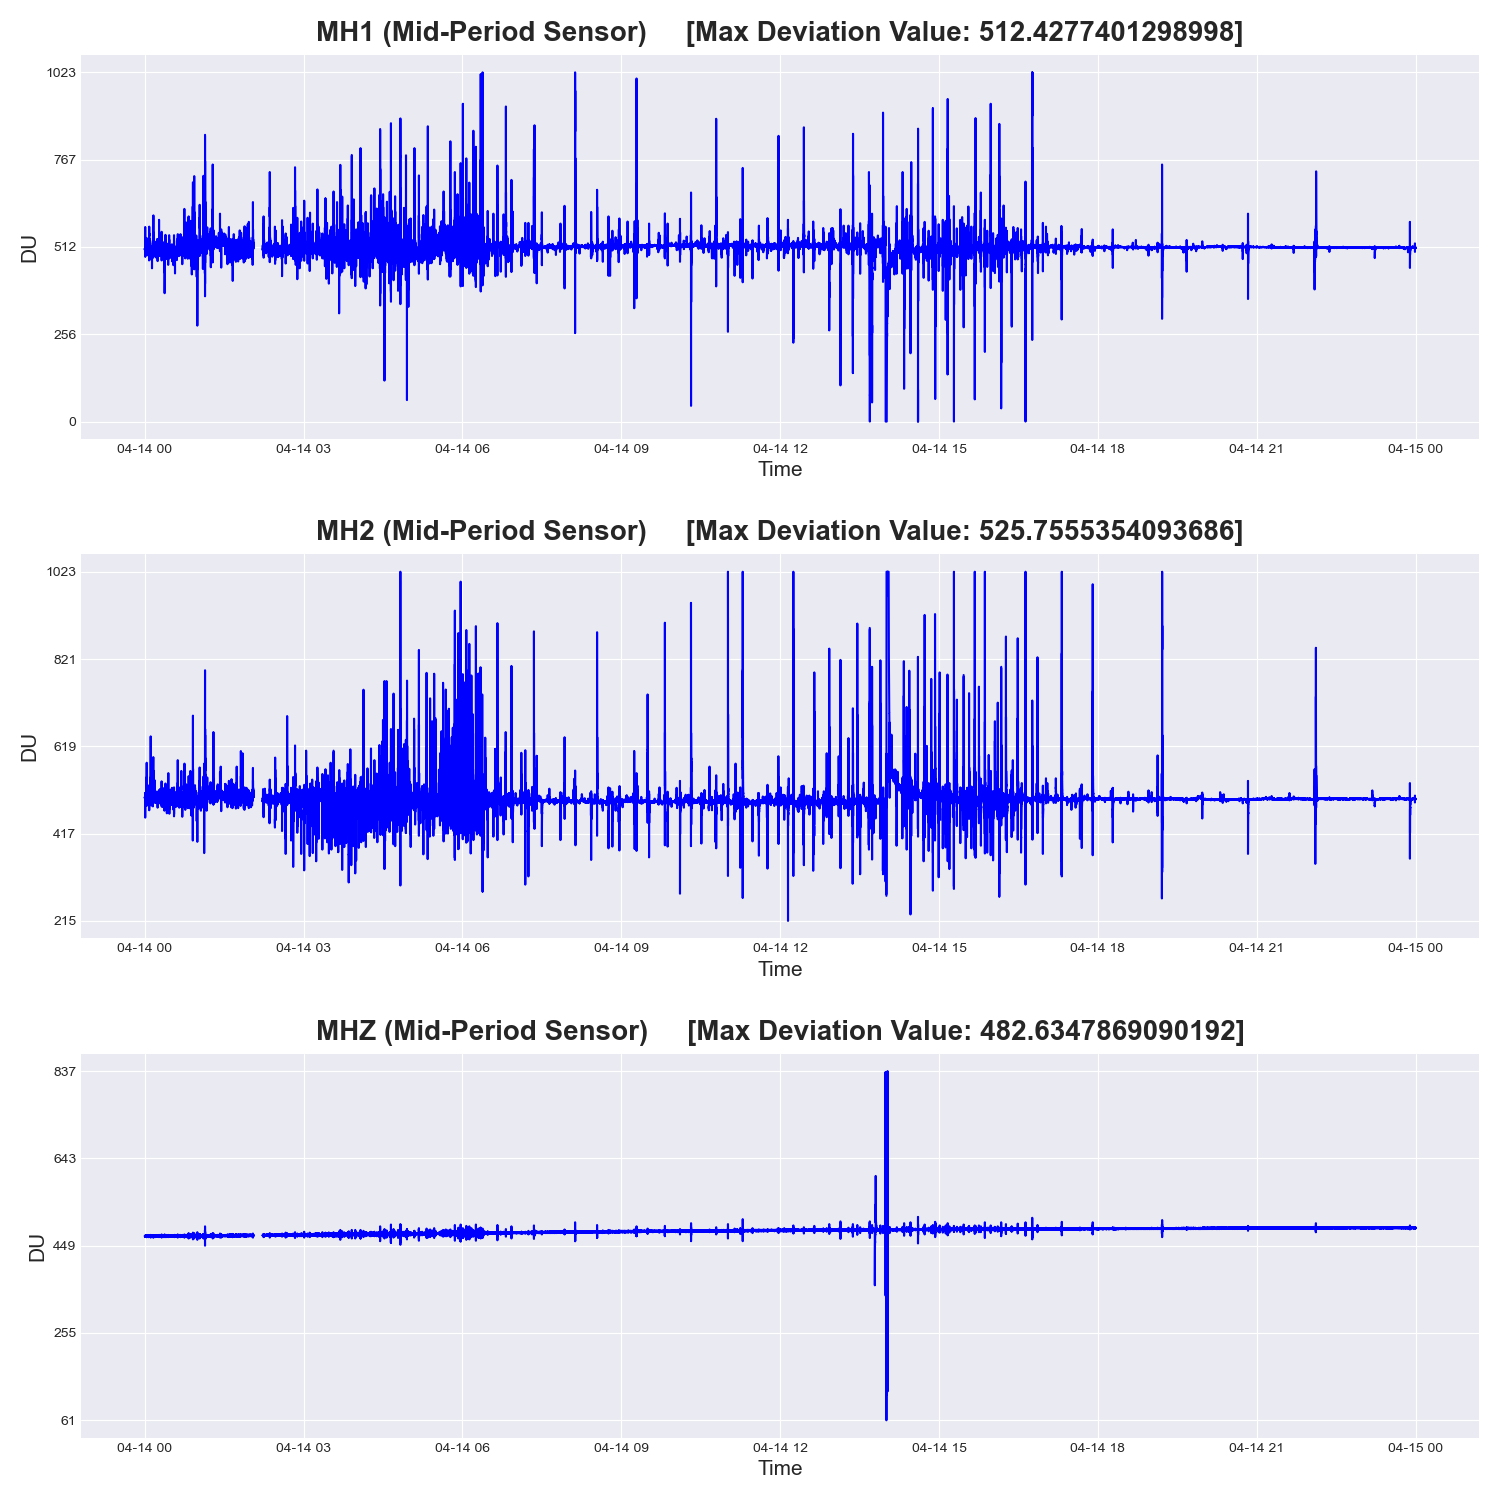 MH1 (Mid-Period Sensor)     [Max Deviation Value: 512.4277401298998]
1023
767
512
256
0
DU
04-14 00 04-14 03 04-14 06 04-14 09 04-14 12 04-14 15 04-14 18 04-14 21 04-15 00
Time
MH2 (Mid-Period Sensor)     [Max Deviation Value: 525.7555354093686]
1023
821
619
417
215
DU
04-14 00 04-14 03 04-14 06 04-14 09 04-14 12 04-14 15 04-14 18 04-14 21 04-15 00
Time
MHZ (Mid-Period Sensor)     [Max Deviation Value: 482.6347869090192]
837
643
449
255
61
DU
04-14 00 04-14 03 04-14 06 04-14 09 04-14 12 04-14 15 04-14 18 04-14 21 04-15 00
Time